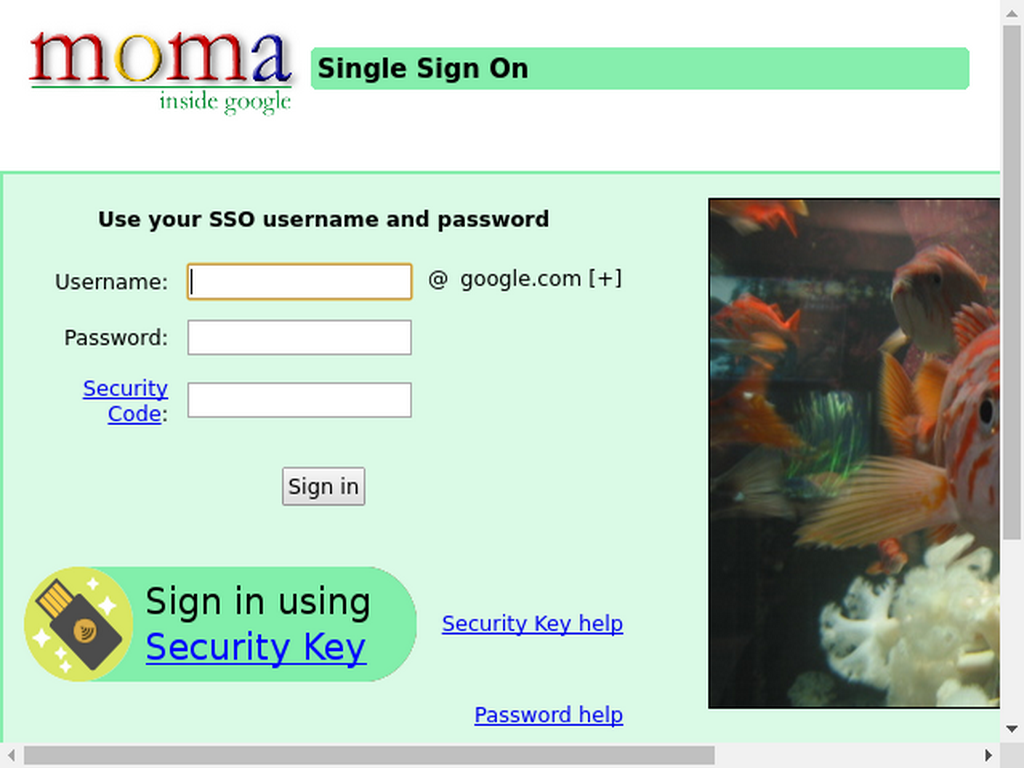 moma
inside google
Single Sign On
Use your SSO username and password
Username:
@ google.com [+]
Password:
Security
Code:
Sign in
Sign in using
Security Key
Security Key help
Password help